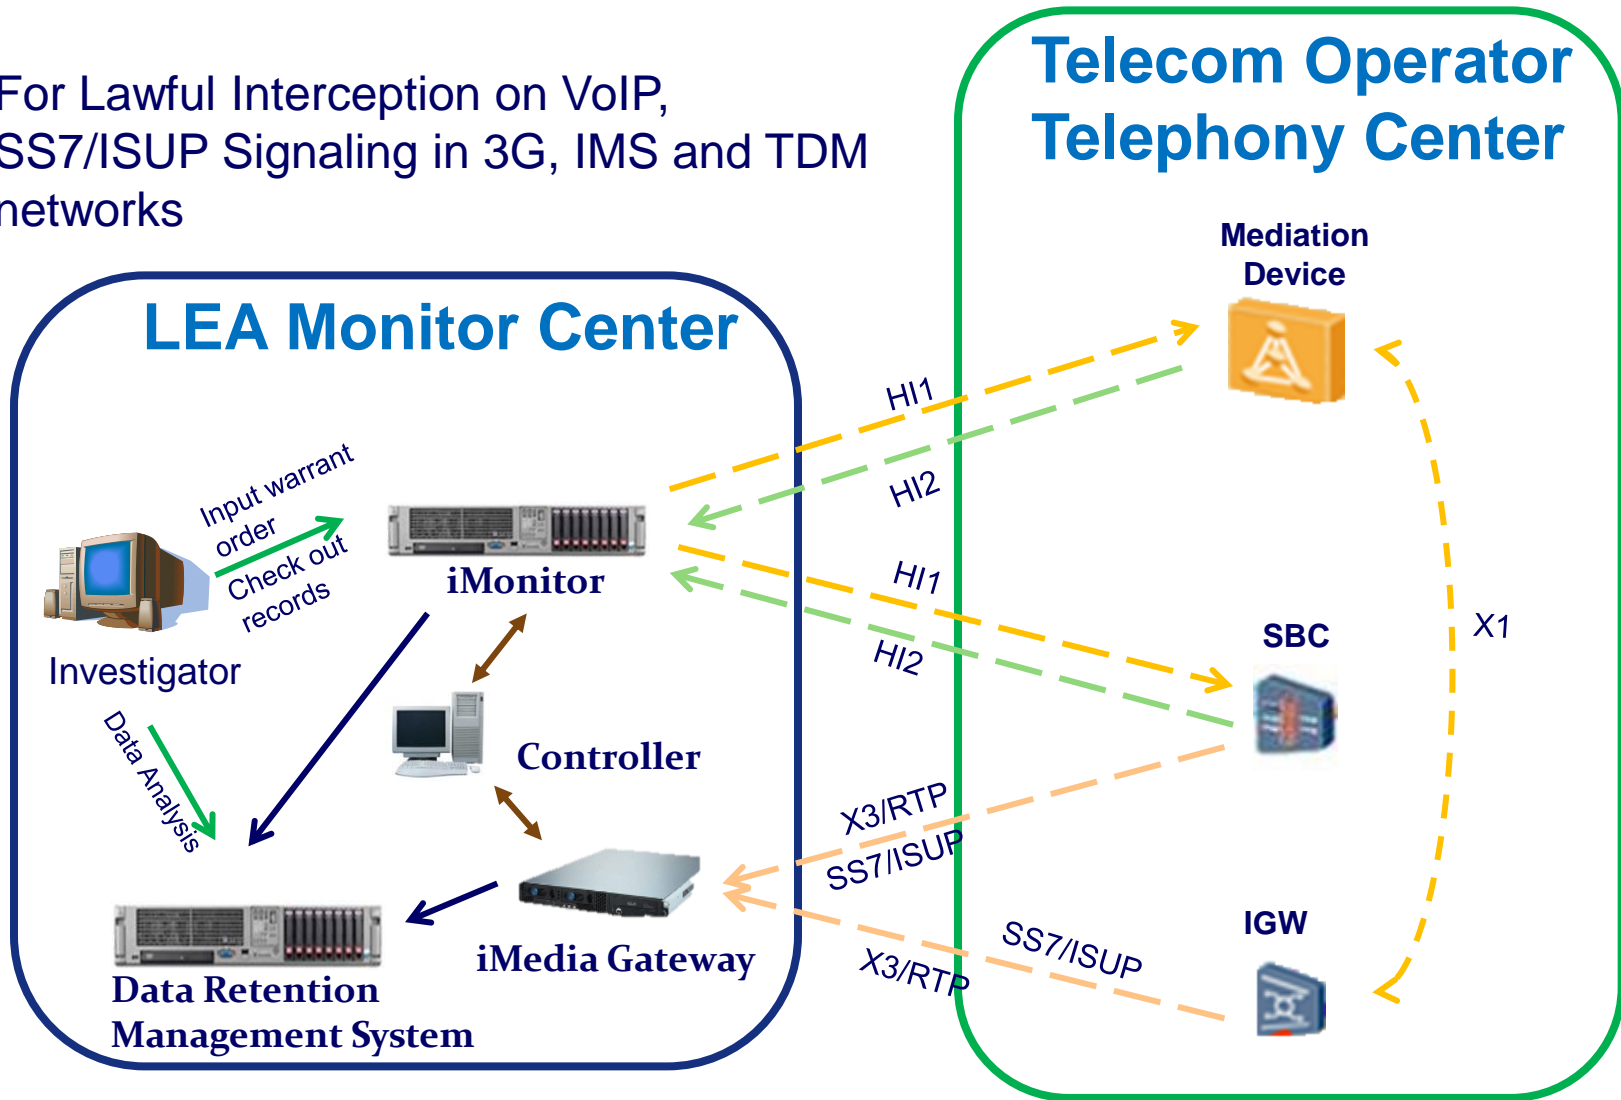 For Lawful Interception on VoIP,
SS7/ISUP Signaling in 3G, IMS and TDM
networks
Telecom Operator
Telephony Center
Mediation
Device
LEA Monitor Center
HI1
HI2
Input warrant
order
Check out
records
iMonitor
Investigator
HI1
HI2
SBC
X1
Data Analysis
Controller
X3/RTP
SS7/ISUP
iMedia Gateway
SS7/ISUP
X3/RTP
IGW
Data Retention
Management System